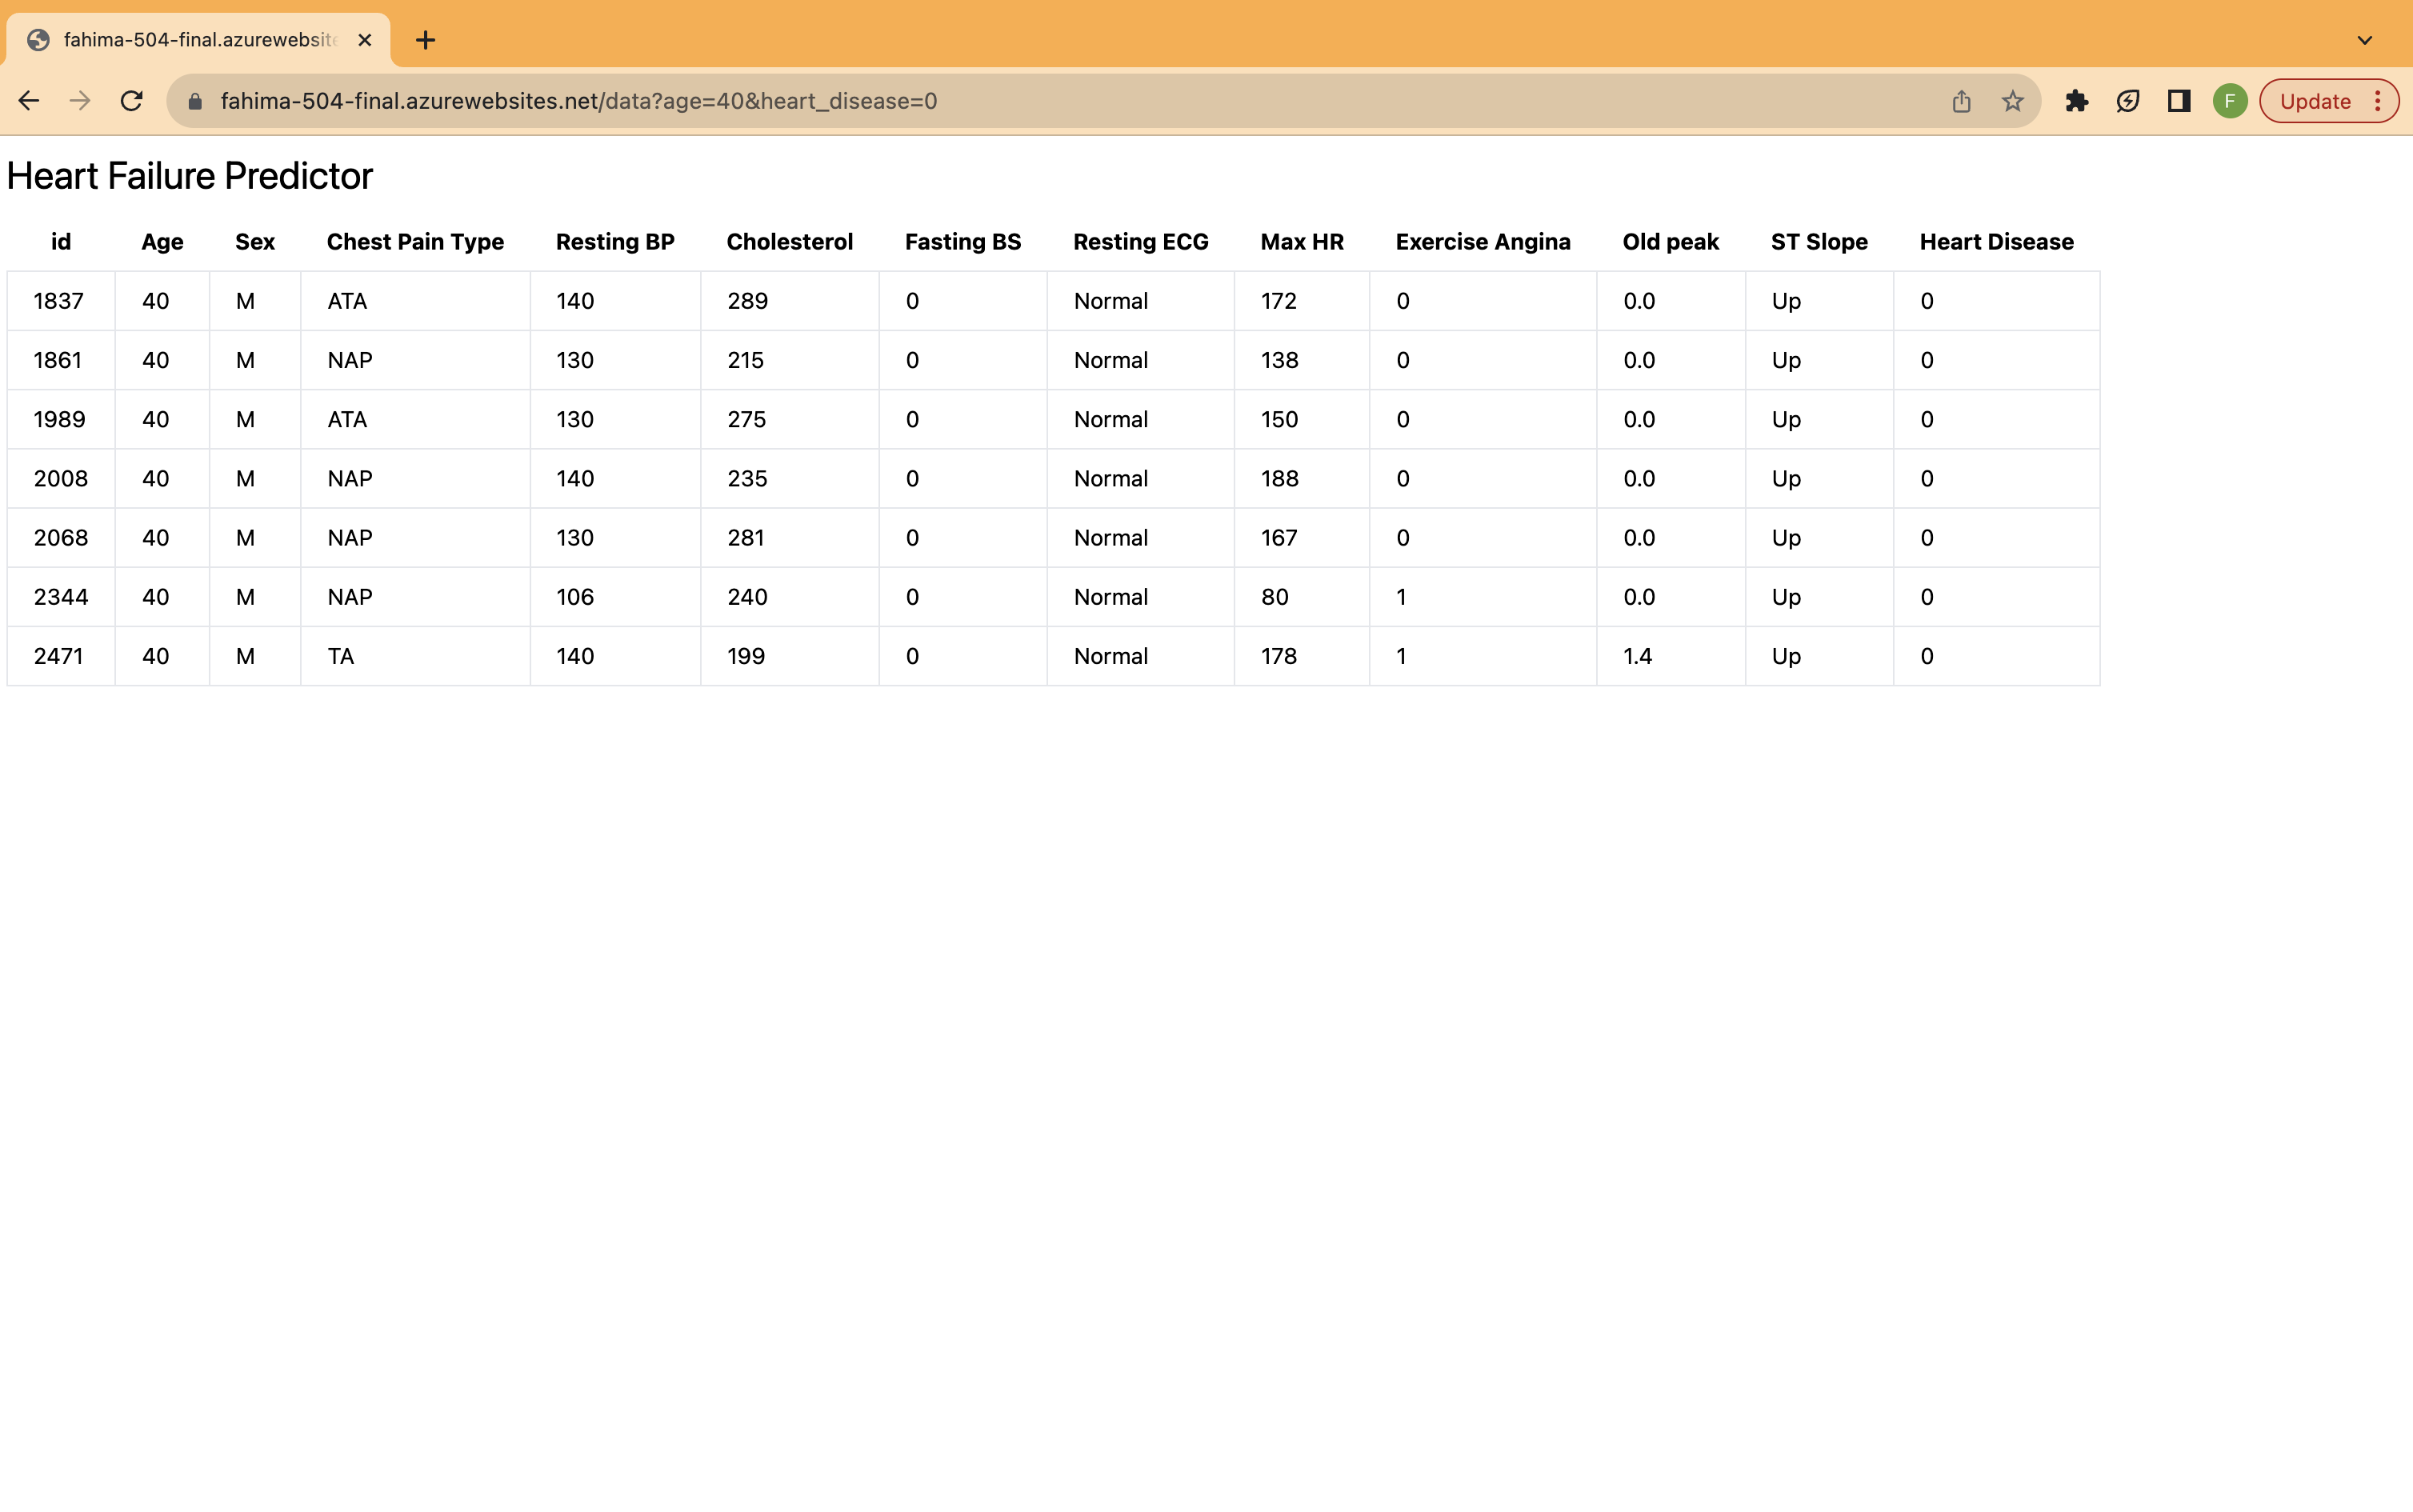 fahima-504-final.azurewebsite
fahima-504-final.azurewebsites.net/data?age=40&heart_disease=0
F
Update
Heart Failure Predictor
id Age Sex Chest Pain Type Resting BP Cholesterol Fasting BS Resting ECG Max HR Exercise Angina Old peak ST Slope Heart Disease
1837 40 M ATA 140 289 0 Normal 172 0 0.0 Up 0
1861 40 M NAP 130 215 0 Normal 138 0 0.0 Up 0
1989 40 M ATA 130 275 0 Normal 150 0 0.0 Up 0
2008 40 M NAP 140 235 0 Normal 188 0 0.0 Up 0
2068 40 M NAP 130 281 0 Normal 167 0 0.0 Up 0
2344 40 M NAP 106 240 0 Normal 80 1 0.0 Up 0
2471 40 M TA 140 199 0 Normal 178 1 1.4 Up 0